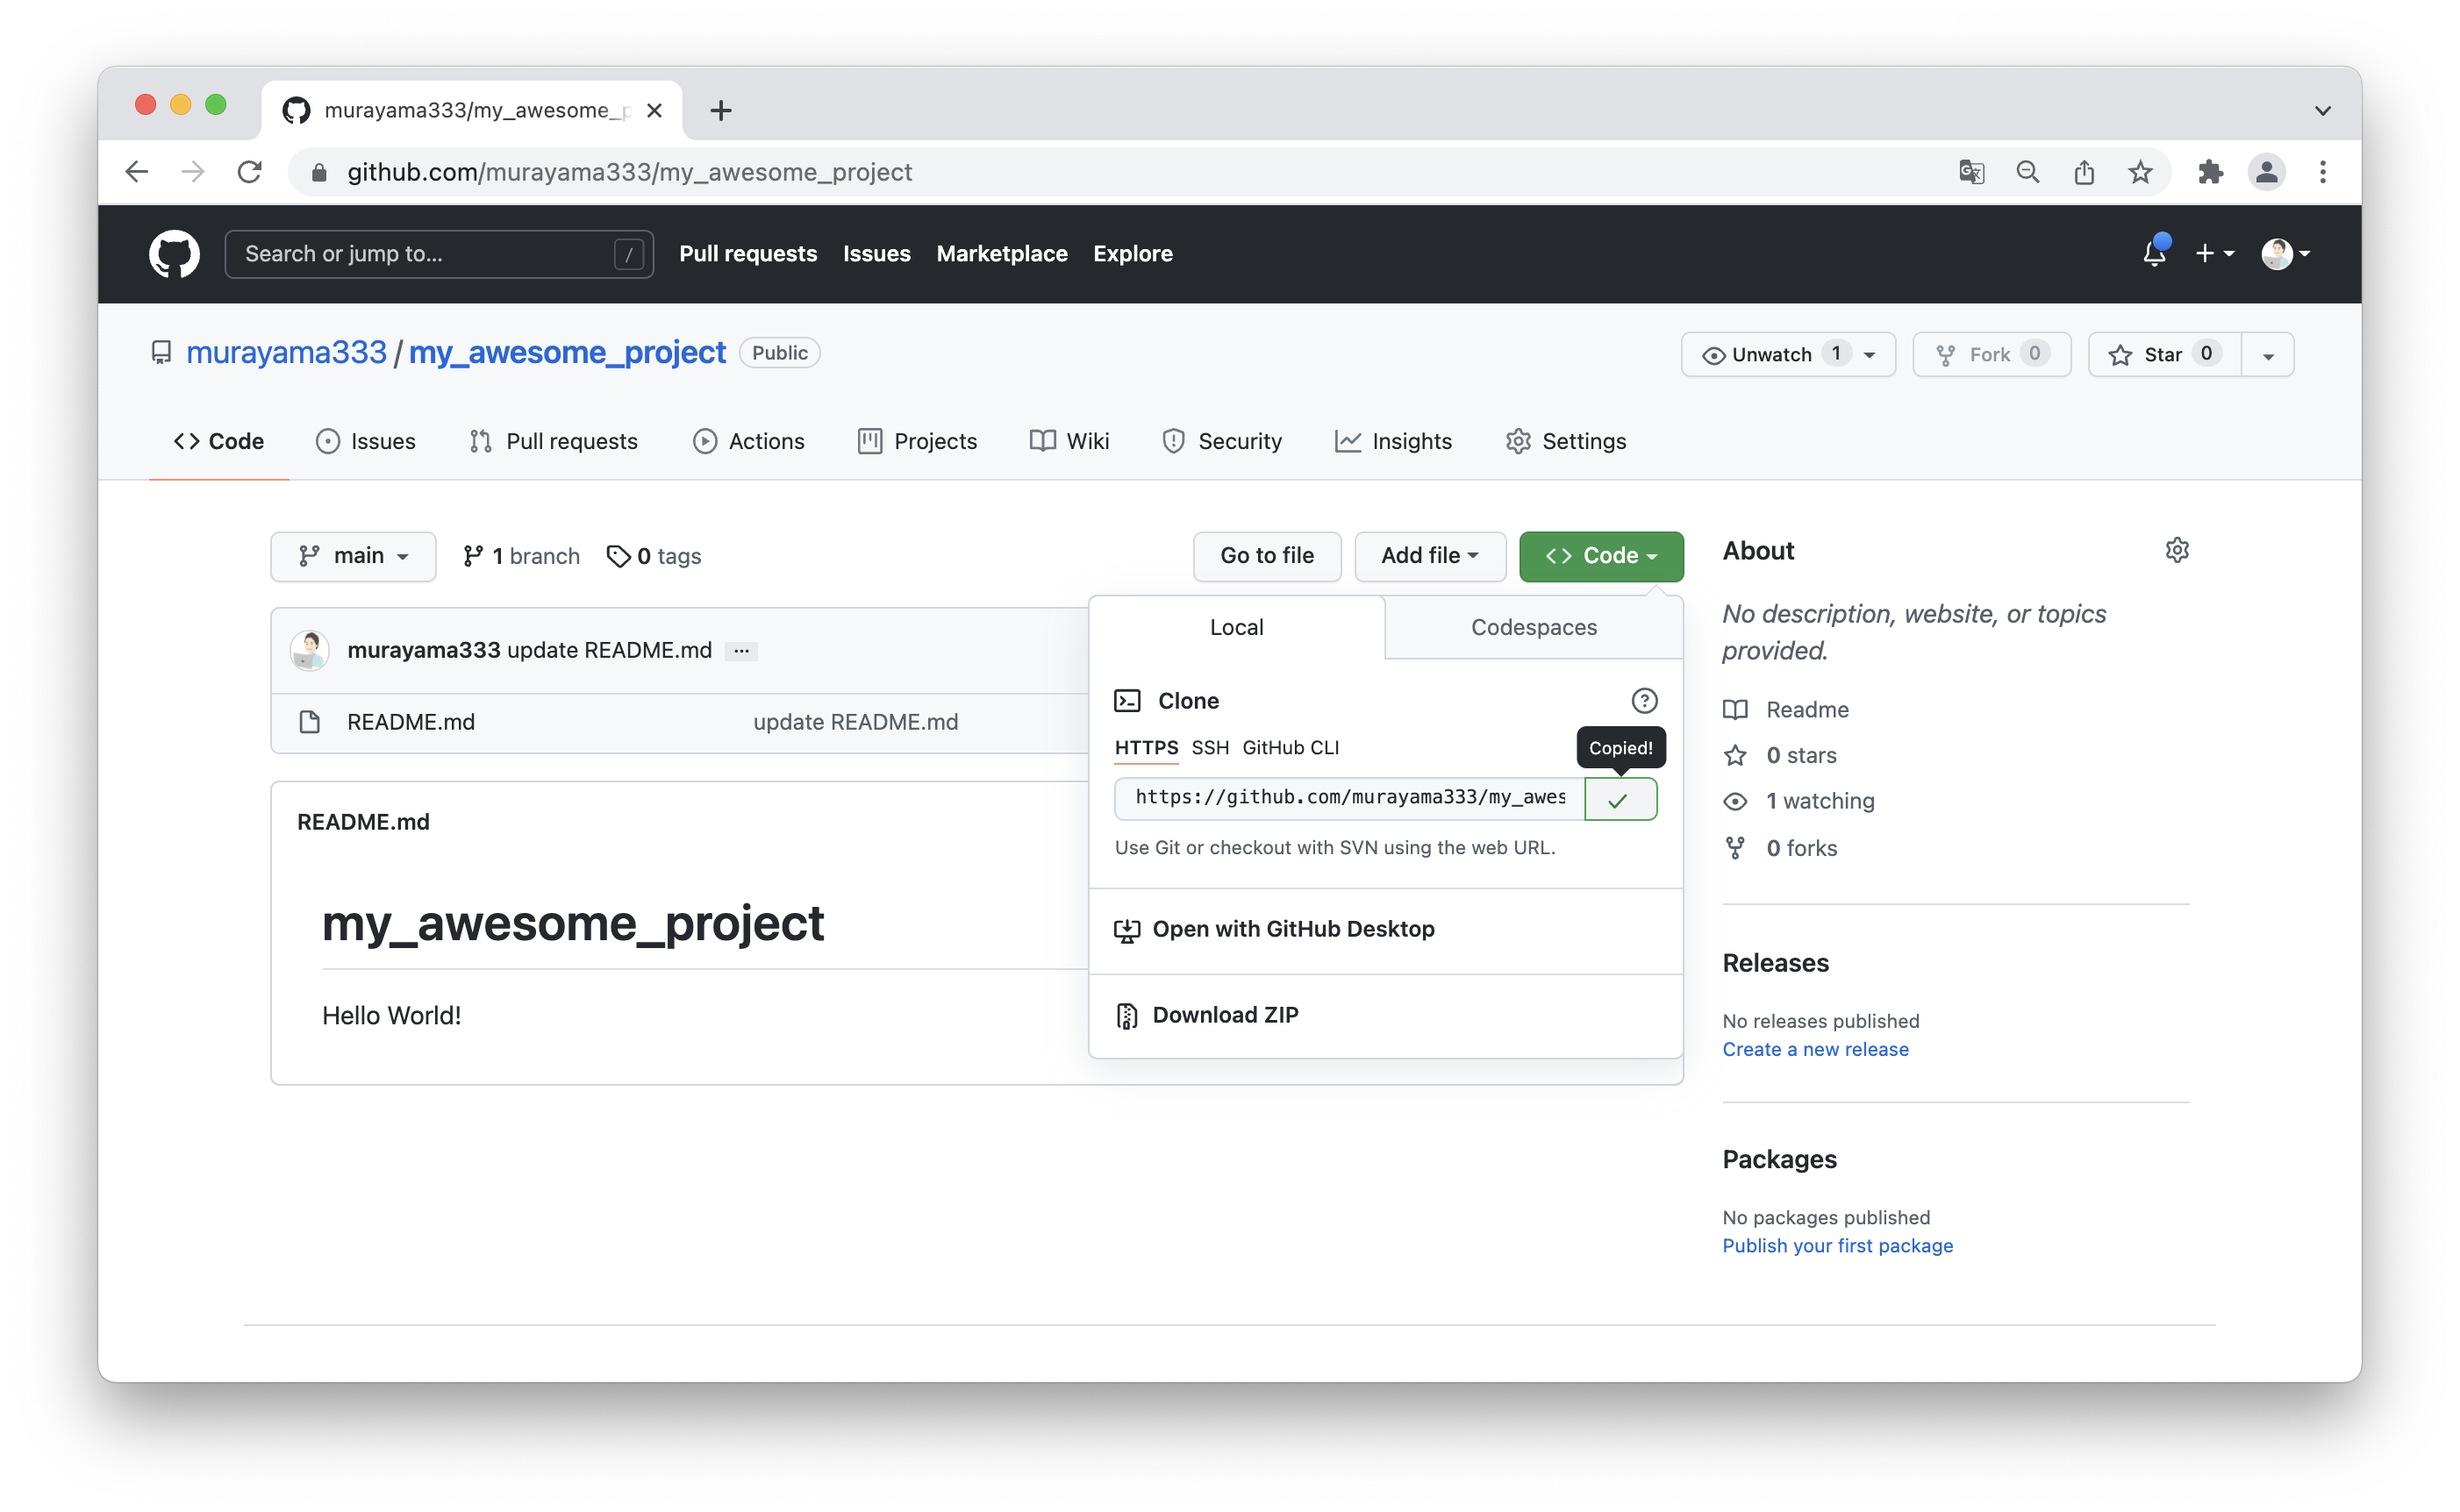 murayama333/my_awesome_p
github.com/murayama333/my_awesome_project
Search or jump to... /
Pull requests Issues Marketplace Explore
murayama333 / my_awesome_project Public
Unwatch 1 Fork 0 Star 0
Code Issues Pull requests Actions Projects Wiki Security Insights Settings
main 1 branch 0 tags
Go to file Add file Code
murayama333 update README.md ...
README.md update README.md
README.md
my_awesome_project
Hello World!
Local Codespaces
Clone
Copied!
HTTPS SSH GitHub CLI
https://github.com/murayama333/my_awes
Use Git or checkout with SVN using the web URL.
Open with GitHub Desktop
Download ZIP
About
No description, website, or topics
provided.
Readme
0 stars
1 watching
0 forks
Releases
No releases published
Create a new release
Packages
No packages published
Publish your first package